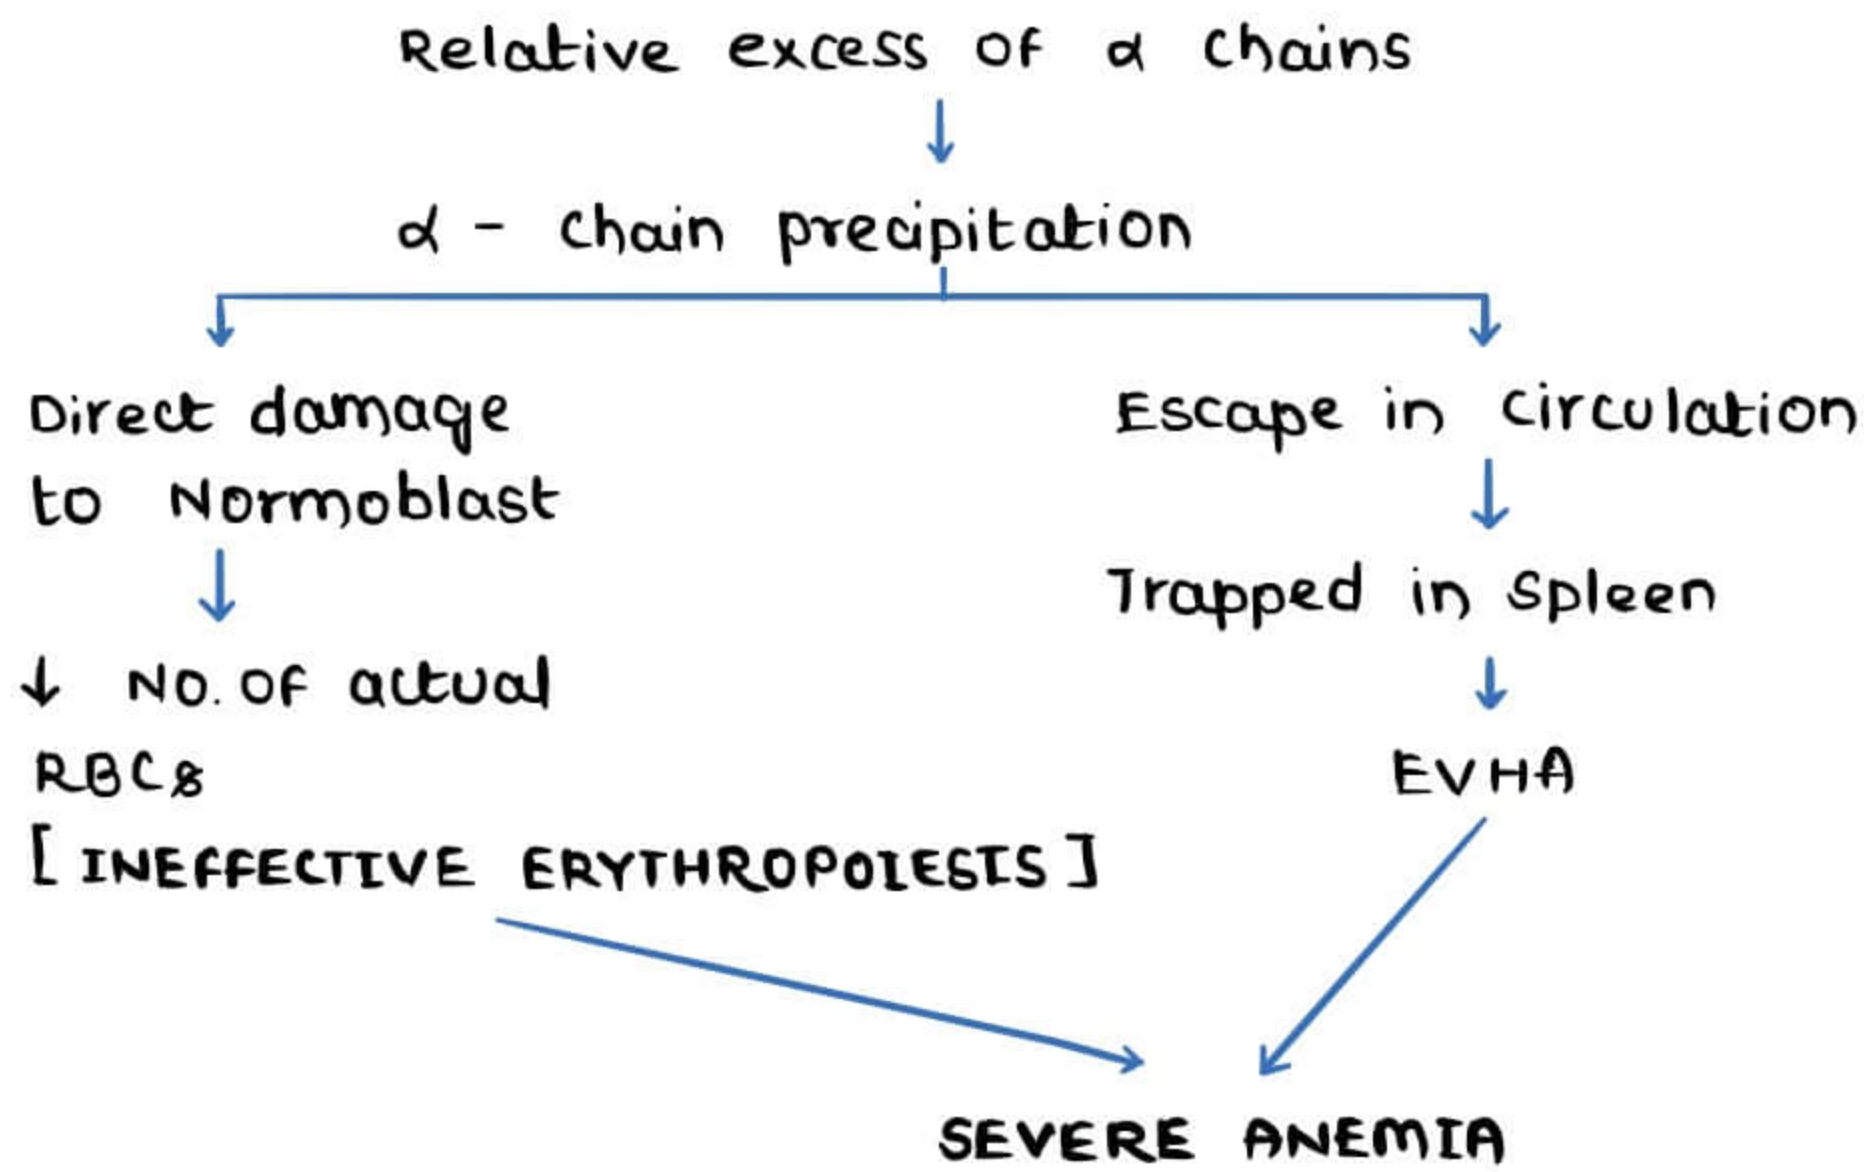 Relative excess of α chains
α - chain precipitation
Direct damage
to Normoblast
↓ No. of actual
RBCs
[INEFFECTIVE ERYTHROPOIESIS]
Escape in circulation
Trapped in spleen
EVHA
SEVERE ANEMIA